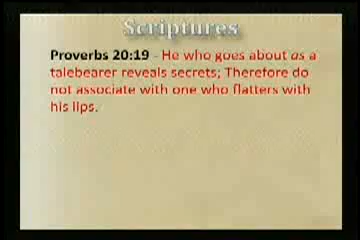 Scriptures
Proverbs 20:19 - He who goes about as a
talebearer reveals secrets; Therefore do
not associate with one who flatters with
his lips.